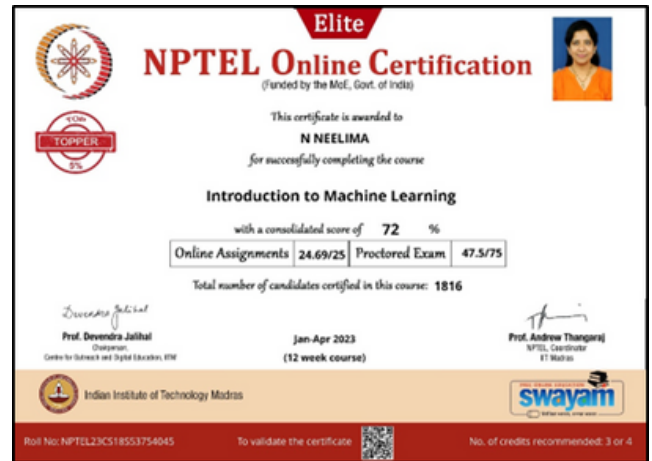 Elite
NPTEL Online Certification
(Funded by the MoE, Govt. of India)
This certificate is awarded to
N NEELIMA
for successfully completing the course
Introduction to Machine Learning
with a consolidated score of 72 %
Online Assignments 24.69/25 Proctored Exam 47.5/75
Total number of candidates certified in this course: 1816
TOP
TOPPER
5%
Devendra Jalihal
Prof. Devendra Jalihal
Chairperson,
Centre for Outreach and Digital Education, IITM
Jan-Apr 2023
(12 week course)
Prof. Andrew Thangaraj
NPTEL, Coordinator
IIT Madras
Indian Institute of Technology Madras
swayam
Roll No: NPTEL23CS18S53754045
To validate the certificate
No. of credits recommended: 3 or 4